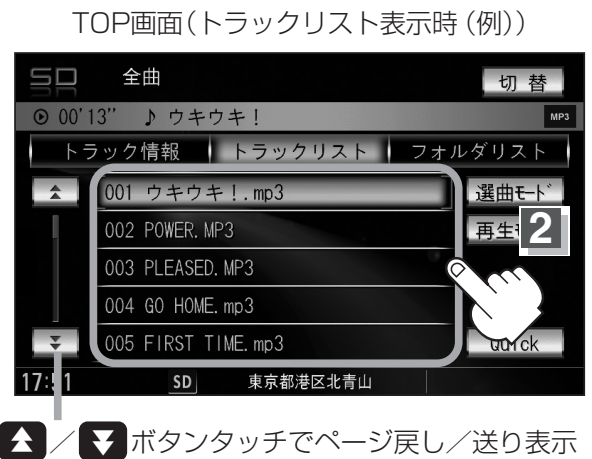 TOP画面(トラックリスト表示時(例))
SD 全曲 切 替
00'13'' ♪ ウキウキ! MP3
トラック情報 トラックリスト フォルダリスト
001 ウキウキ!.mp3 選曲モード
002 POWER.MP3 再生 2
003 PLEASED.MP3
004 GO HOME.mp3
005 FIRST TIME.mp3 Quick
SD 東京都港区北青山
/ ボタンタッチでページ戻し/送り表示